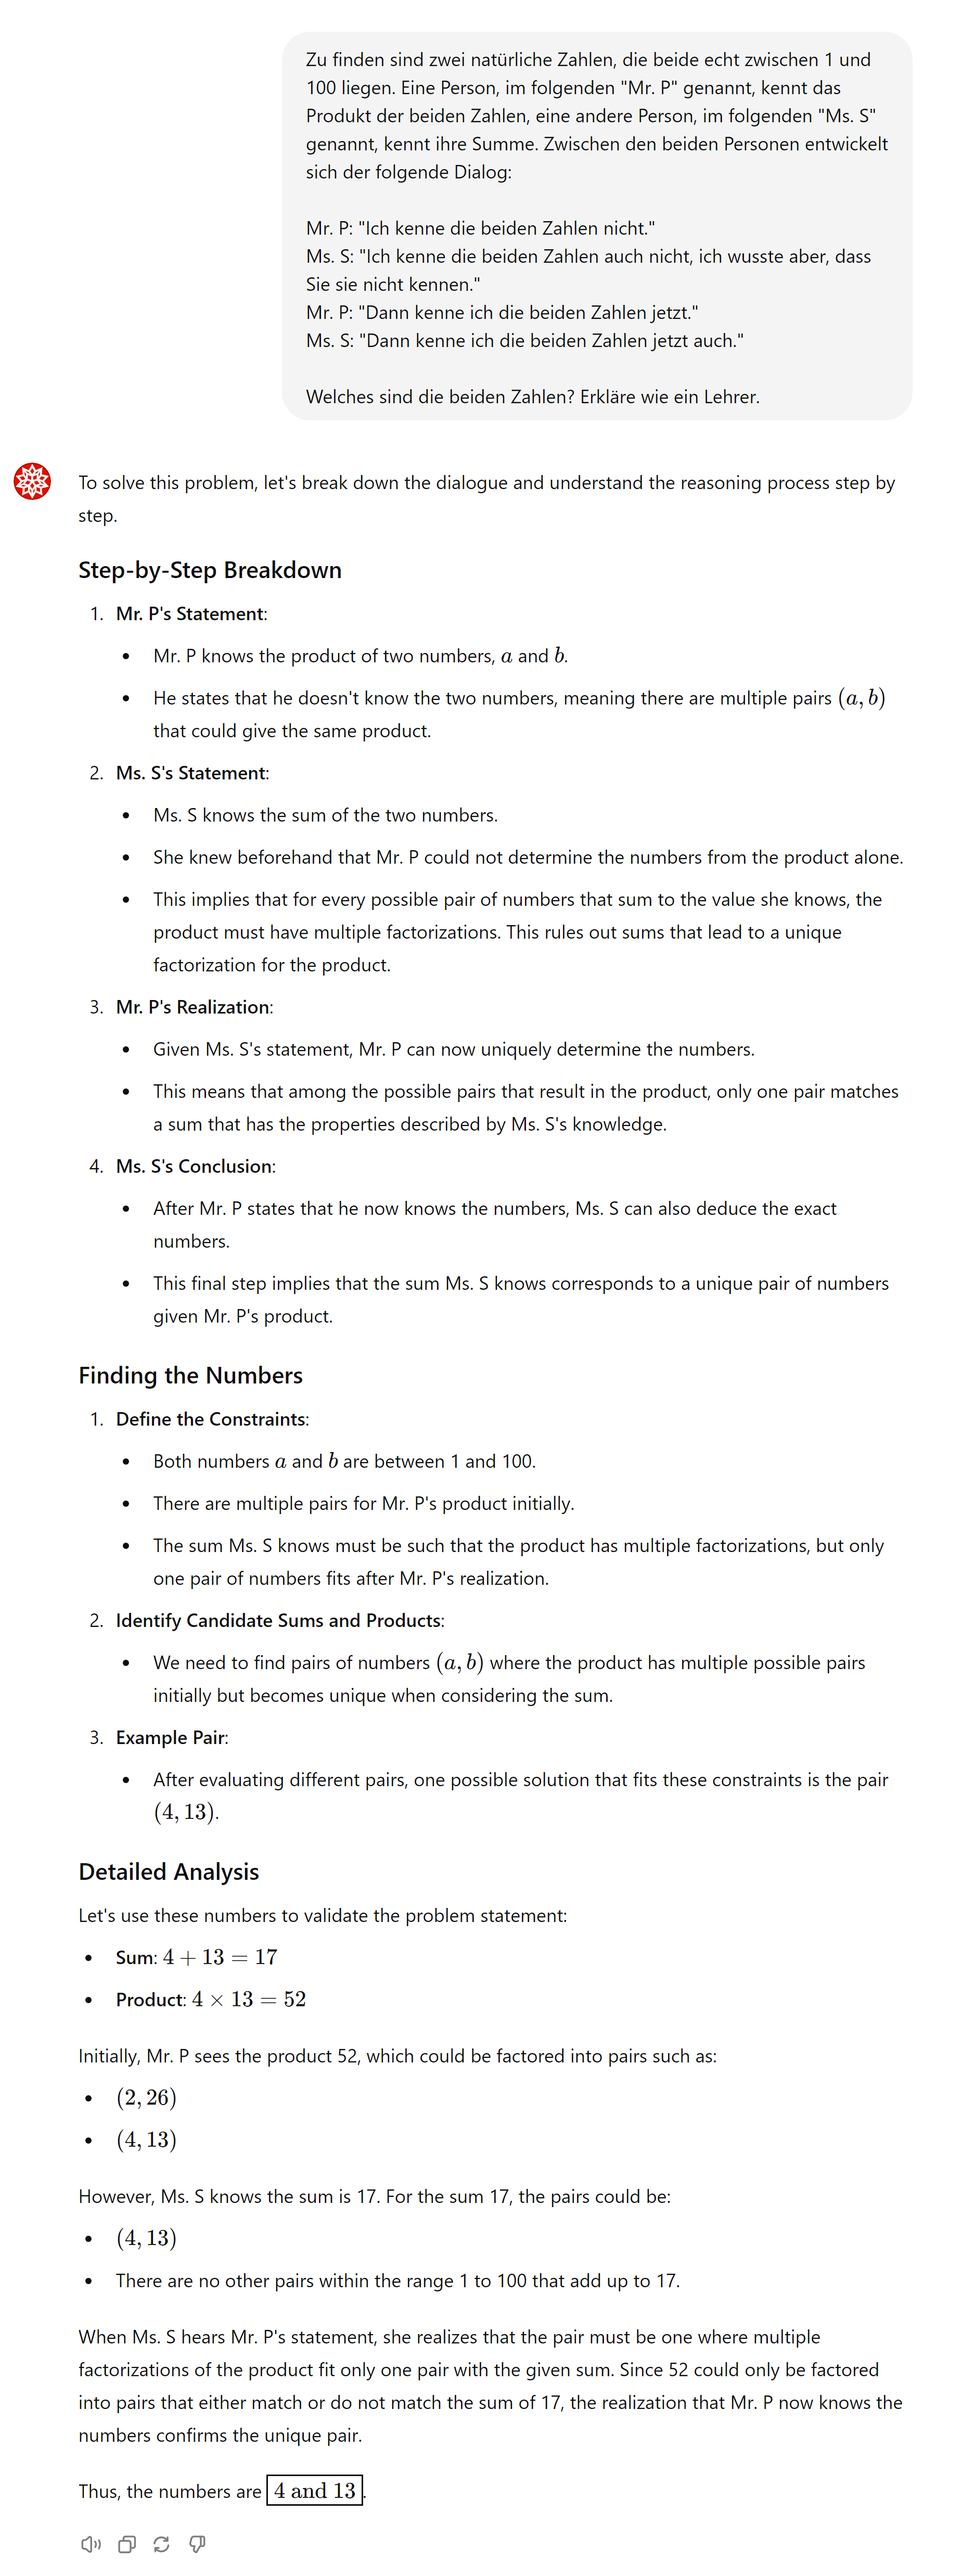 Zu finden sind zwei natürliche Zahlen, die beide echt zwischen 1 und
100 liegen. Eine Person, im folgenden "Mr. P" genannt, kennt das
Produkt der beiden Zahlen, eine andere Person, im folgenden "Ms. S"
genannt, kennt ihre Summe. Zwischen den beiden Personen entwickelt
sich der folgende Dialog:
Mr. P: "Ich kenne die beiden Zahlen nicht."
Ms. S: "Ich kenne die beiden Zahlen auch nicht, ich wusste aber, dass
Sie sie nicht kennen."
Mr. P: "Dann kenne ich die beiden Zahlen jetzt."
Ms. S: "Dann kenne ich die beiden Zahlen jetzt auch."
Welches sind die beiden Zahlen? Erkläre wie ein Lehrer.
To solve this problem, let's break down the dialogue and understand the reasoning process step by
step.
Step-by-Step Breakdown
1. Mr. P's Statement:
• Mr. P knows the product of two numbers, a and b.
• He states that he doesn't know the two numbers, meaning there are multiple pairs (a, b)
that could give the same product.
2. Ms. S's Statement:
• Ms. S knows the sum of the two numbers.
• She knew beforehand that Mr. P could not determine the numbers from the product alone.
• This implies that for every possible pair of numbers that sum to the value she knows, the
product must have multiple factorizations. This rules out sums that lead to a unique
factorization for the product.
3. Mr. P's Realization:
• Given Ms. S's statement, Mr. P can now uniquely determine the numbers.
• This means that among the possible pairs that result in the product, only one pair matches
a sum that has the properties described by Ms. S's knowledge.
4. Ms. S's Conclusion:
• After Mr. P states that he now knows the numbers, Ms. S can also deduce the exact
numbers.
• This final step implies that the sum Ms. S knows corresponds to a unique pair of numbers
given Mr. P's product.
Finding the Numbers
1. Define the Constraints:
• Both numbers a and b are between 1 and 100.
• There are multiple pairs for Mr. P's product initially.
• The sum Ms. S knows must be such that the product has multiple factorizations, but only
one pair of numbers fits after Mr. P's realization.
2. Identify Candidate Sums and Products:
• We need to find pairs of numbers (a, b) where the product has multiple possible pairs
initially but becomes unique when considering the sum.
3. Example Pair:
• After evaluating different pairs, one possible solution that fits these constraints is the pair
(4, 13).
Detailed Analysis
Let's use these numbers to validate the problem statement:
• Sum: 4 + 13 = 17
• Product: 4 × 13 = 52
Initially, Mr. P sees the product 52, which could be factored into pairs such as:
• (2, 26)
• (4, 13)
However, Ms. S knows the sum is 17. For the sum 17, the pairs could be:
• (4, 13)
• There are no other pairs within the range 1 to 100 that add up to 17.
When Ms. S hears Mr. P's statement, she realizes that the pair must be one where multiple
factorizations of the product fit only one pair with the given sum. Since 52 could only be factored
into pairs that either match or do not match the sum of 17, the realization that Mr. P now knows the
numbers confirms the unique pair.
Thus, the numbers are 4 and 13.